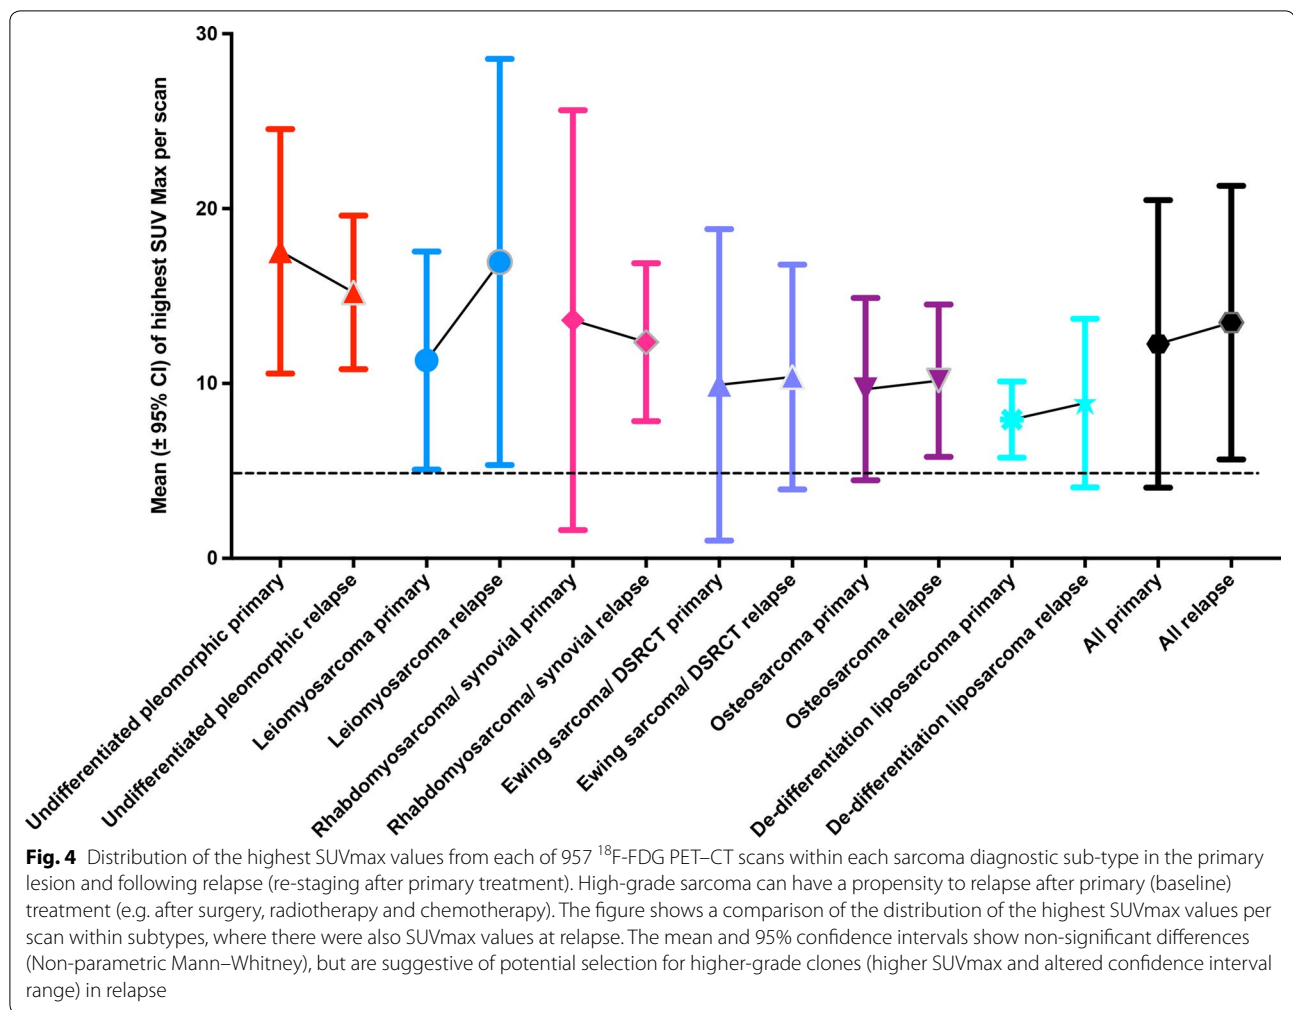 Mean (± 95% CI) of highest SUV Max per scan
30
20
10
0
Undifferentiated pleomorphic primary
Undifferentiated pleomorphic relapse
Leiomyosarcoma primary
Leiomyosarcoma relapse
Rhabdomyosarcoma/ synovial primary
Rhabdomyosarcoma/ synovial relapse
Ewing sarcoma/ DSRCT primary
Ewing sarcoma/ DSRCT relapse
Osteosarcoma primary
Osteosarcoma relapse
De-differentiation liposarcoma primary
De-differentiation liposarcoma relapse
All primary
All relapse
Fig. 4 Distribution of the highest SUVmax values from each of 957 ¹⁸F-FDG PET–CT scans within each sarcoma diagnostic sub-type in the primary
lesion and following relapse (re-staging after primary treatment). High-grade sarcoma can have a propensity to relapse after primary (baseline)
treatment (e.g. after surgery, radiotherapy and chemotherapy). The figure shows a comparison of the distribution of the highest SUVmax values per
scan within subtypes, where there were also SUVmax values at relapse. The mean and 95% confidence intervals show non-significant differences
(Non-parametric Mann–Whitney), but are suggestive of potential selection for higher-grade clones (higher SUVmax and altered confidence interval
range) in relapse